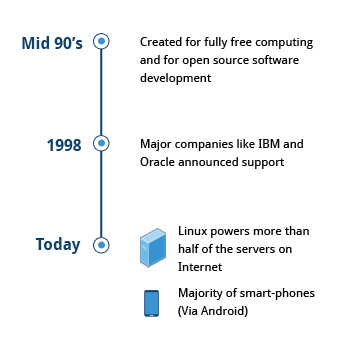 Mid 90's
Created for fully free computing
and for open source software
development
1998
Major companies like IBM and
Oracle announced support
Today
Linux powers more than
half of the servers on
Internet
Majority of smart-phones
(Via Android)